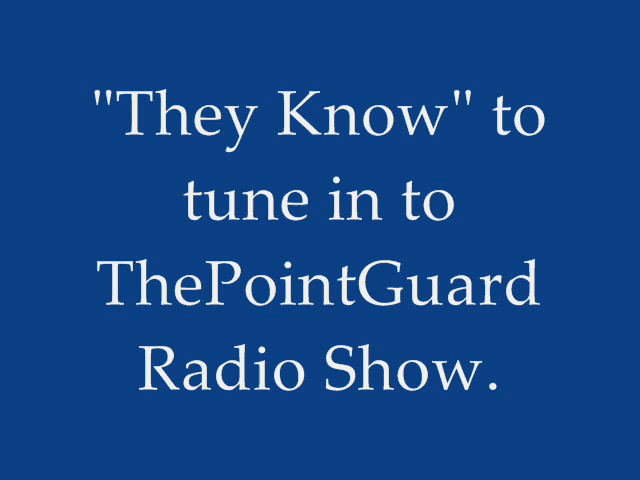 "They Know" to
tune in to
ThePointGuard
Radio Show.